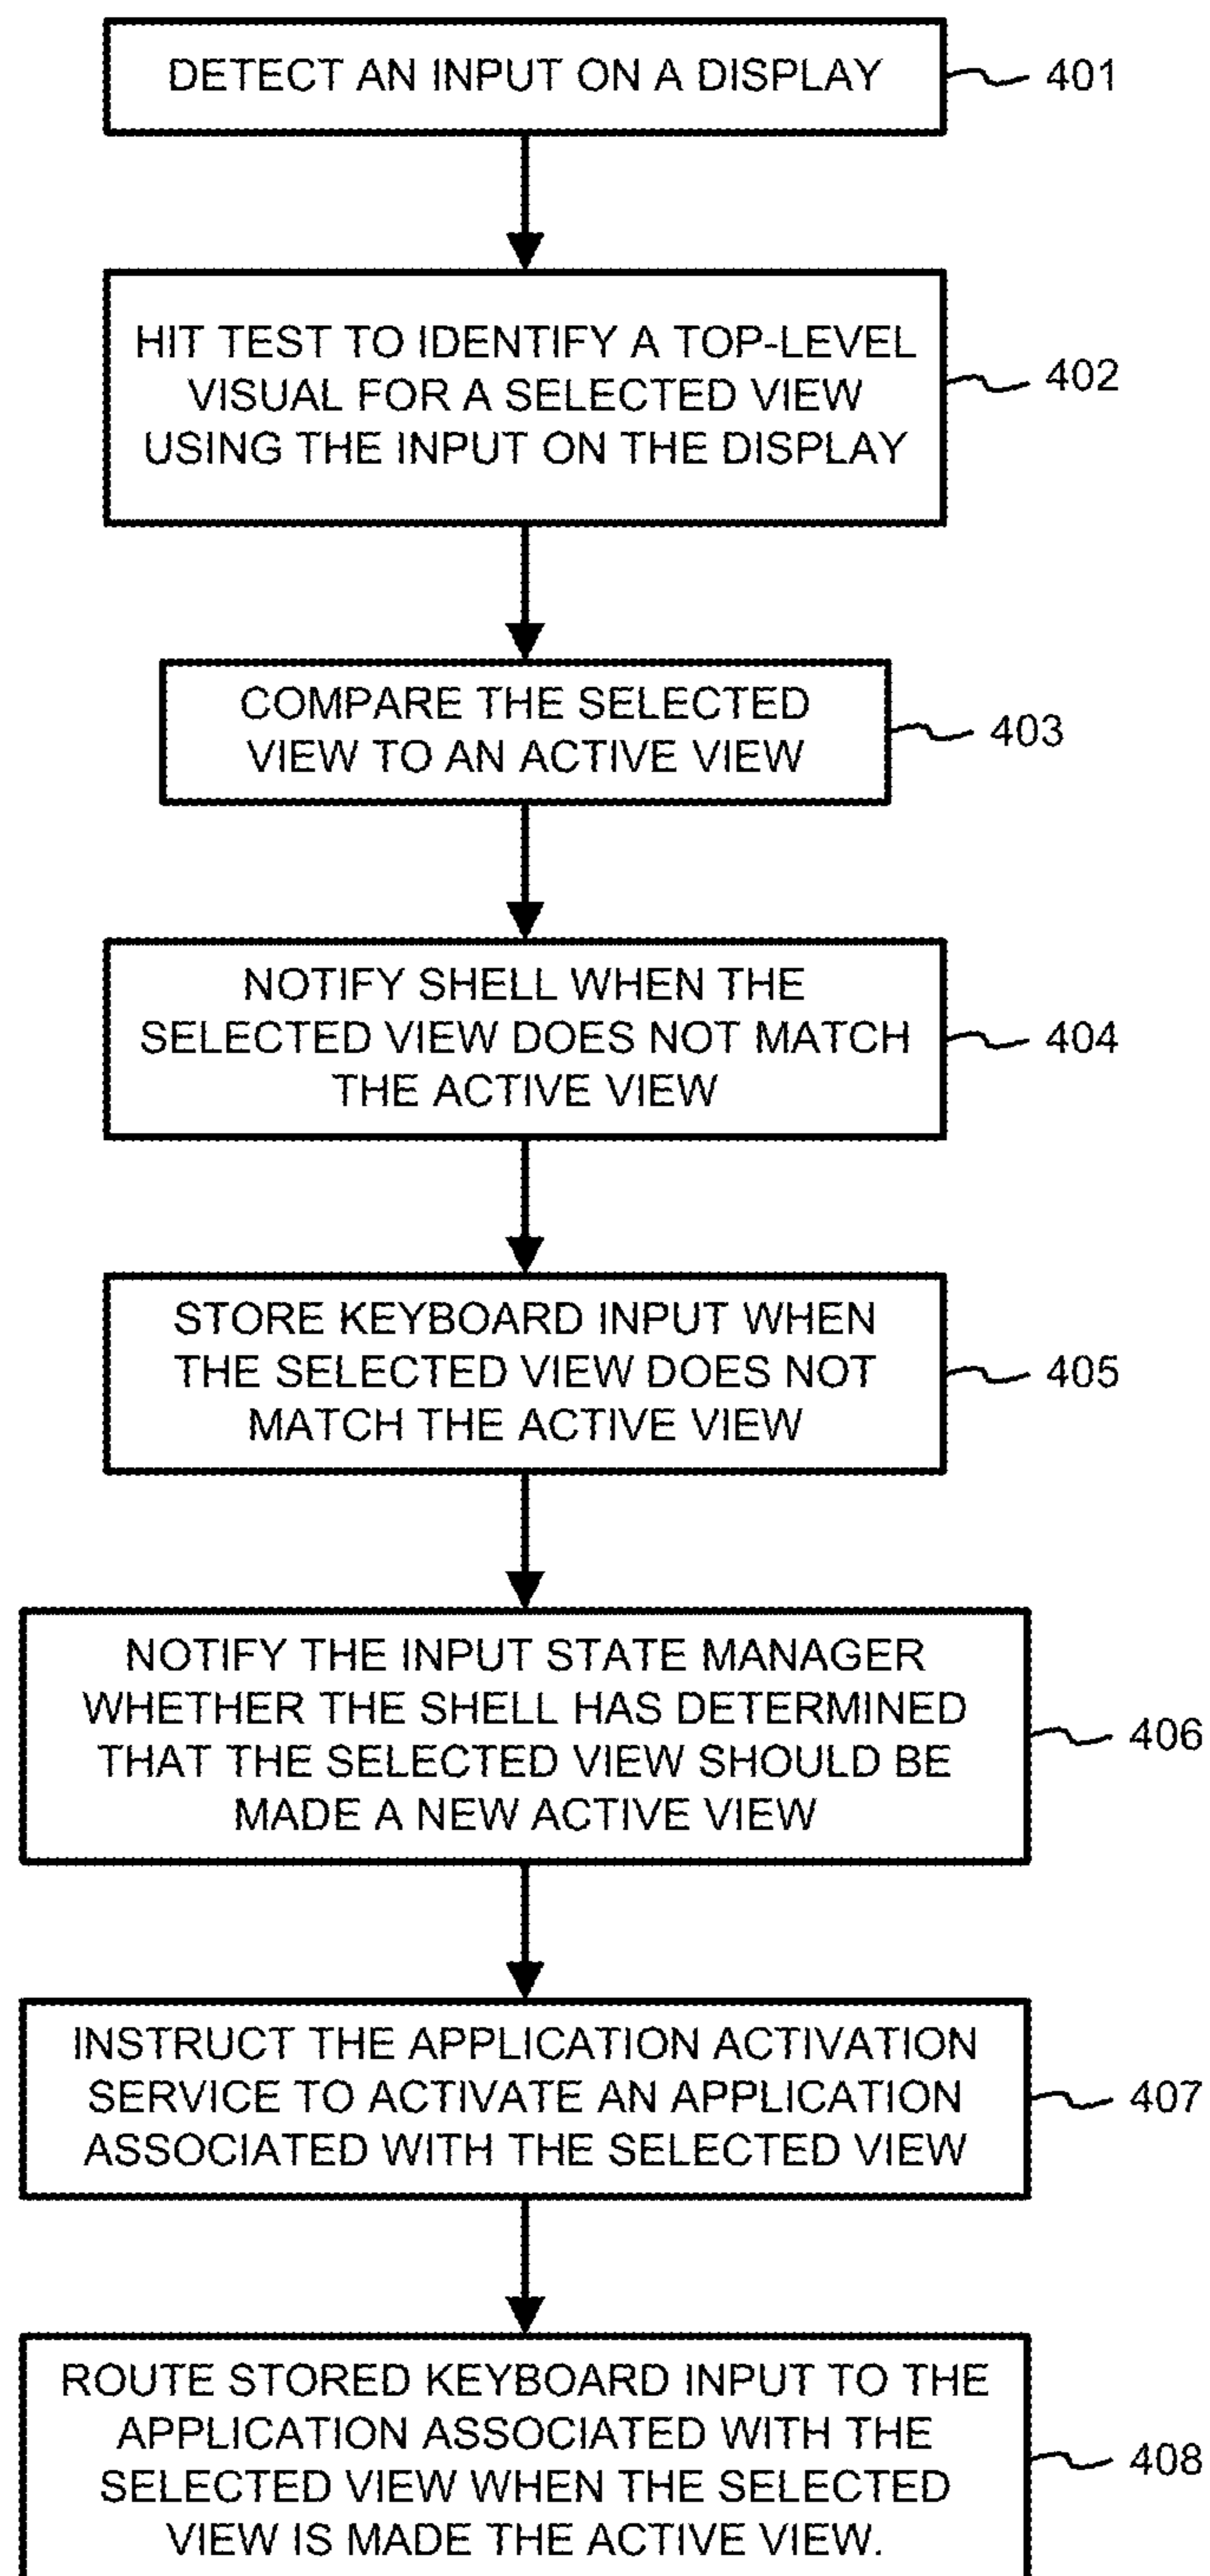 DETECT AN INPUT ON A DISPLAY
401
HIT TEST TO IDENTIFY A TOP-LEVEL
VISUAL FOR A SELECTED VIEW
USING THE INPUT ON THE DISPLAY
402
COMPARE THE SELECTED
VIEW TO AN ACTIVE VIEW
403
NOTIFY SHELL WHEN THE
SELECTED VIEW DOES NOT MATCH
THE ACTIVE VIEW
404
STORE KEYBOARD INPUT WHEN
THE SELECTED VIEW DOES NOT
MATCH THE ACTIVE VIEW
405
NOTIFY THE INPUT STATE MANAGER
WHETHER THE SHELL HAS DETERMINED
THAT THE SELECTED VIEW SHOULD BE
MADE A NEW ACTIVE VIEW
406
INSTRUCT THE APPLICATION ACTIVATION
SERVICE TO ACTIVATE AN APPLICATION
ASSOCIATED WITH THE SELECTED VIEW
407
ROUTE STORED KEYBOARD INPUT TO THE
APPLICATION ASSOCIATED WITH THE
SELECTED VIEW WHEN THE SELECTED
VIEW IS MADE THE ACTIVE VIEW.
408